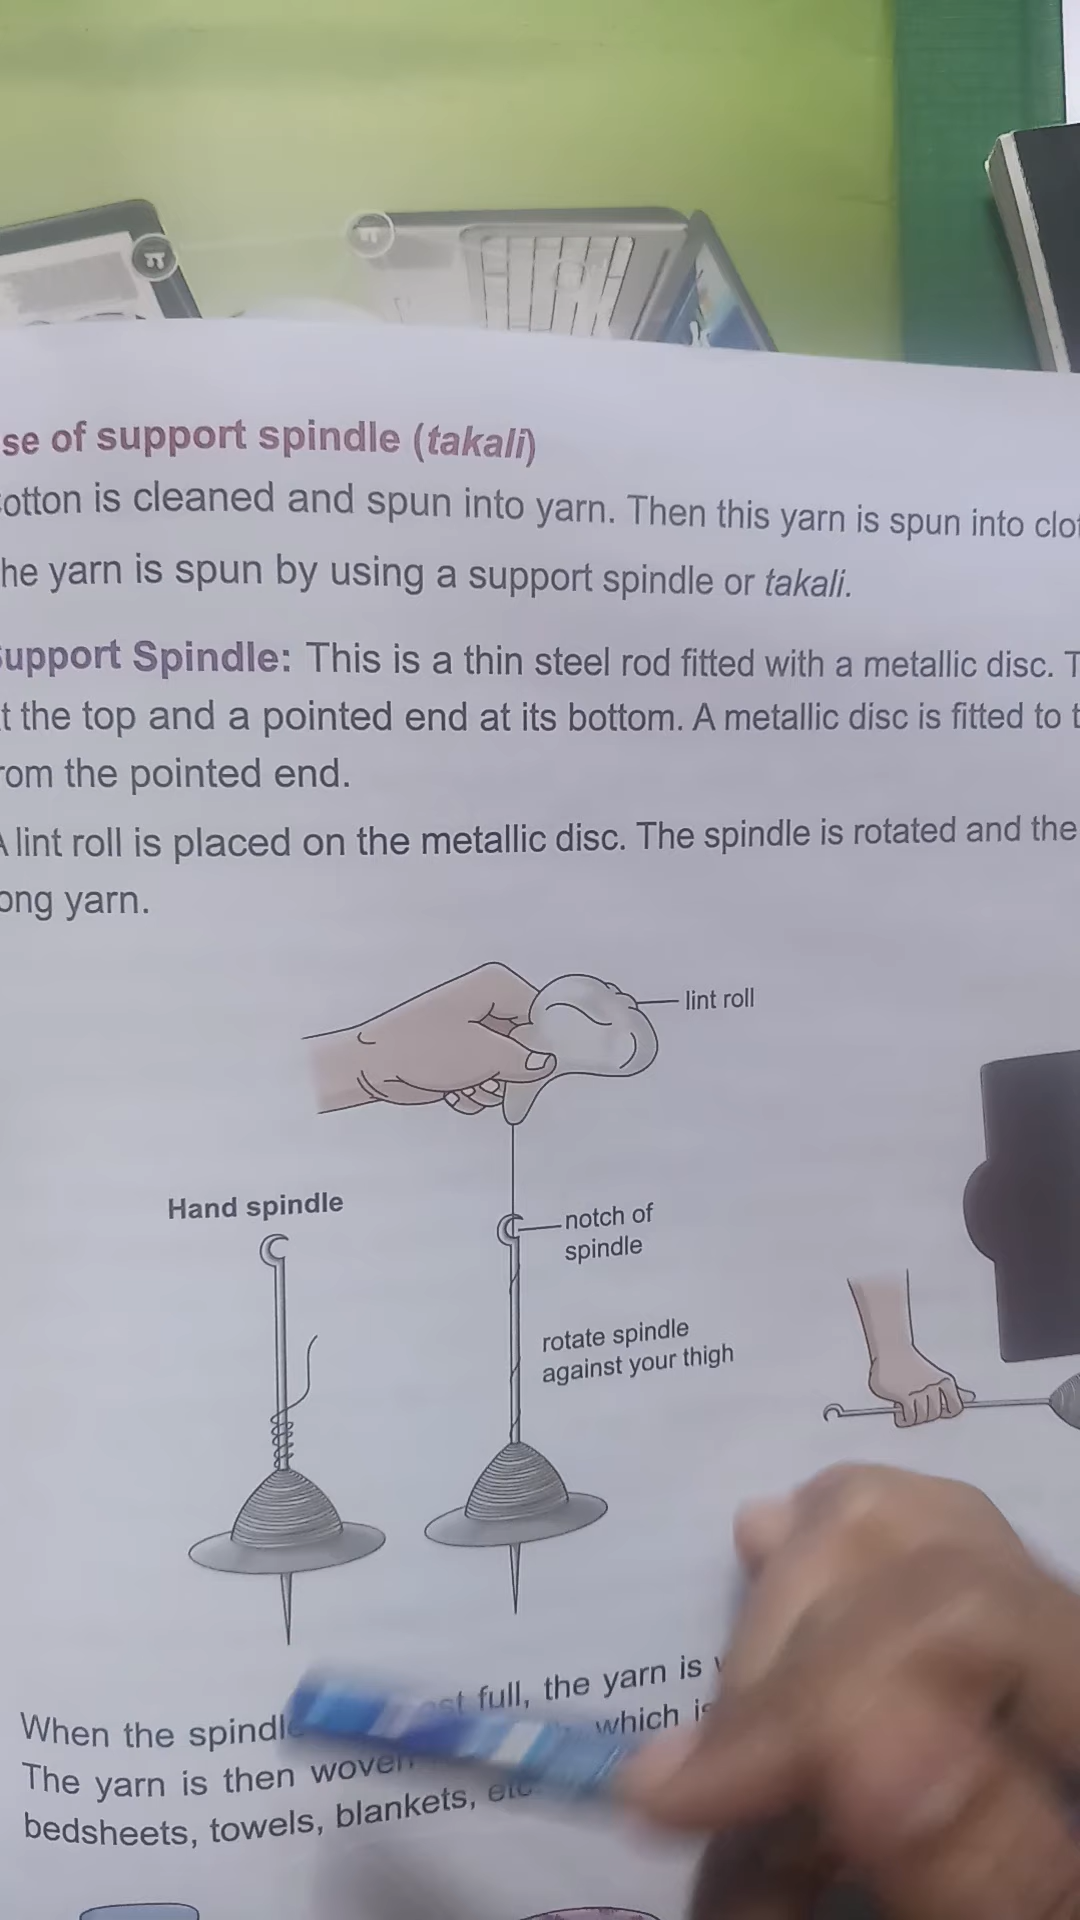 se of support spindle (takali)
otton is cleaned and spun into yarn. Then this yarn is spun into clo
he yarn is spun by using a support spindle or takali.
upport Spindle: This is a thin steel rod fitted with a metallic disc. T
t the top and a pointed end at its bottom. A metallic disc is fitted to t
rom the pointed end.
A lint roll is placed on the metallic disc. The spindle is rotated and the
ong yarn.
lint roll
Hand spindle
notch of
spindle
rotate spindle
against your thigh
When the spindle full, the yarn is
which is
The yarn is then woven
bedsheets, towels, blankets, etc